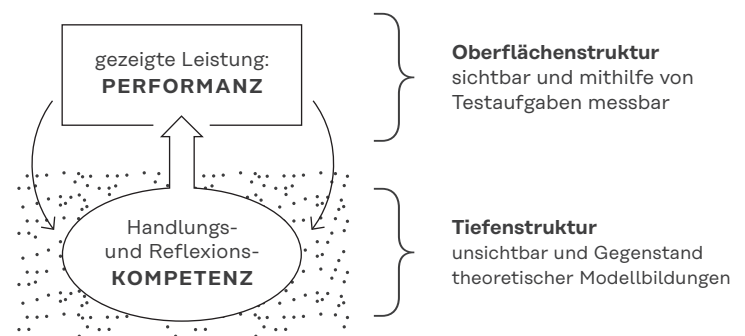 gezeigte Leistung:
PERFORMANZ
Oberflächenstruktur
sichtbar und mithilfe von
Testaufgaben messbar
Handlungs-
und Reflexions-
KOMPETENZ
Tiefenstruktur
unsichtbar und Gegenstand
theoretischer Modellbildungen